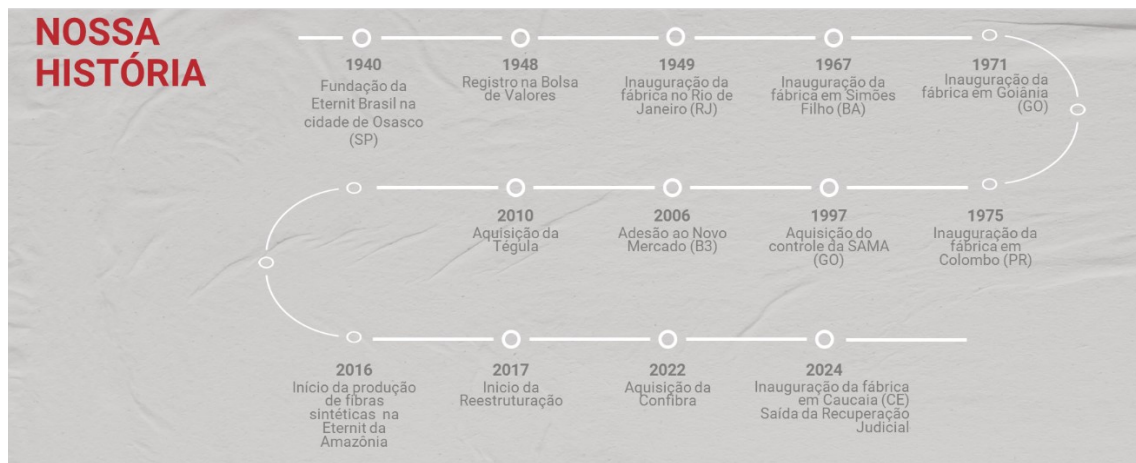 NOSSA
HISTÓRIA
1940
Fundação da
Eternit Brasil na
cidade de Osasco
(SP)
1948
Registro na Bolsa
de Valores
1949
Inauguração da
fábrica no Rio de
Janeiro (RJ)
1967
Inauguração da
fábrica em Simões
Filho (BA)
1971
Inauguração da
fábrica em Goiânia
(GO)
1975
Inauguração da
fábrica em
Colombo (PR)
1997
Aquisição do
controle da SAMA
(GO)
2006
Adesão ao Novo
Mercado (B3)
2010
Aquisição da
Tégula
2016
Início da produção
de fibras
sintéticas na
Eternit da
Amazônia
2017
Inicio da
Reestruturação
2022
Aquisição da
Confibra
2024
Inauguração da fábrica
em Caucaia (CE)
Saída da Recuperação
Judicial